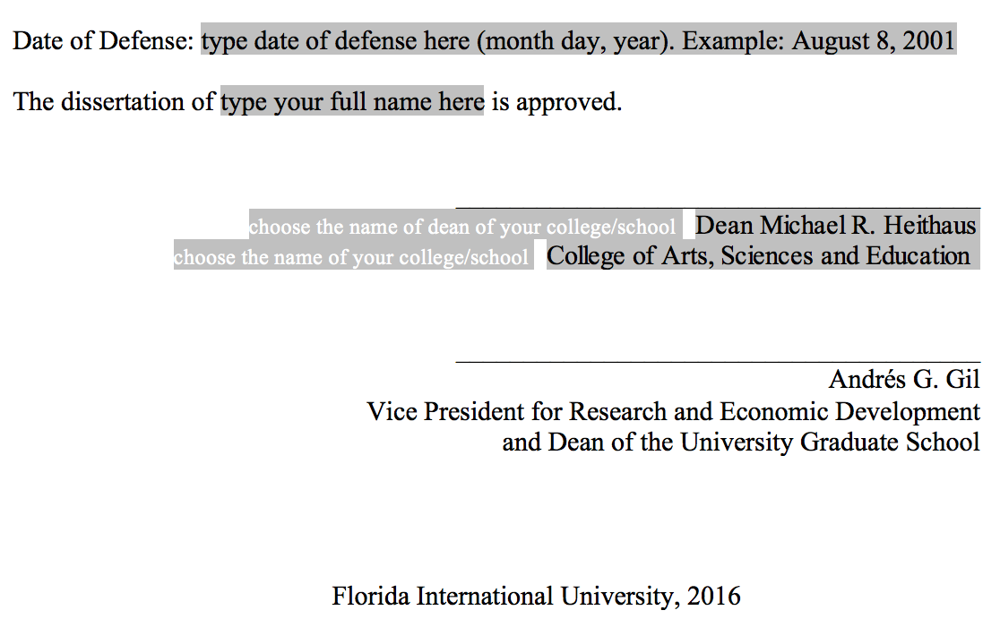 Date of Defense: type date of defense here (month day, year). Example: August 8, 2001
The dissertation of type your full name here is approved.
choose the name of dean of your college/school Dean Michael R. Heithaus
choose the name of your college/school College of Arts, Sciences and Education
Andrés G. Gil
Vice President for Research and Economic Development
and Dean of the University Graduate School
Florida International University, 2016